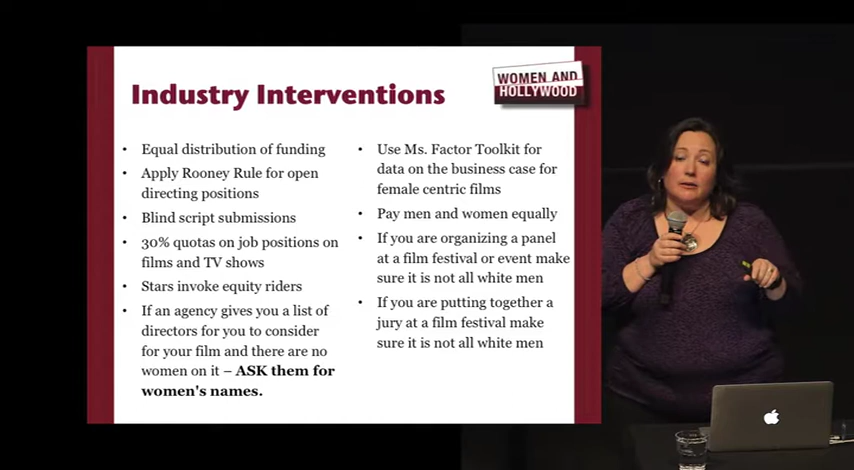 Industry Interventions
WOMEN AND
HOLLYWOOD
• Equal distribution of funding
• Apply Rooney Rule for open
directing positions
• Blind script submissions
• 30% quotas on job positions on
films and TV shows
• Stars invoke equity riders
• If an agency gives you a list of
directors for you to consider
for your film and there are no
women on it – ASK them for
women's names.
• Use Ms. Factor Toolkit for
data on the business case for
female centric films
• Pay men and women equally
• If you are organizing a panel
at a film festival or event make
sure it is not all white men
• If you are putting together a
jury at a film festival make
sure it is not all white men